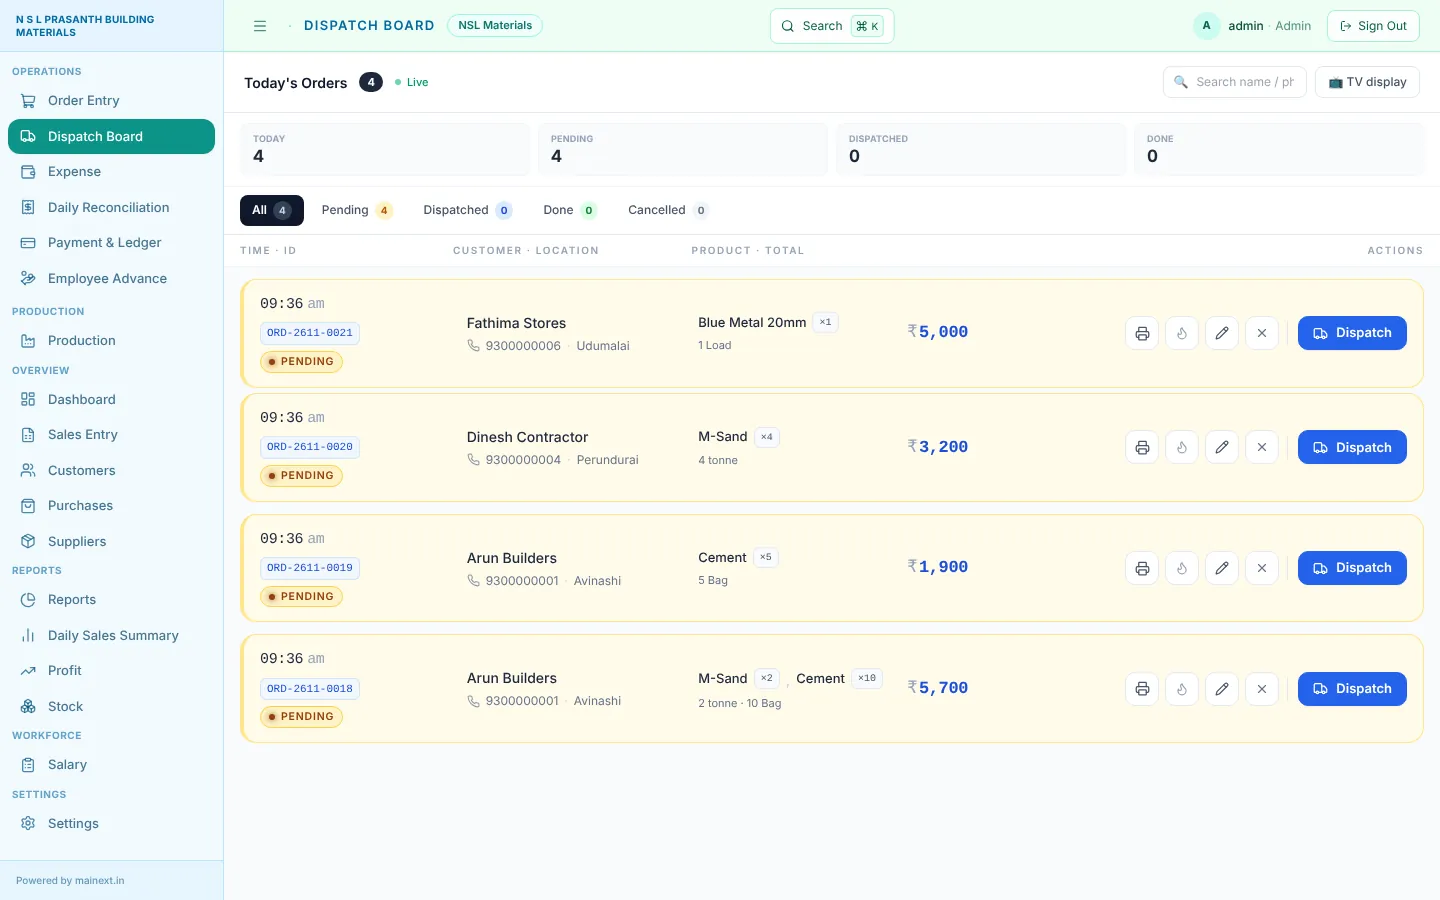 N S L PRASANTH BUILDING
MATERIALS
OPERATIONS
Order Entry
Dispatch Board
Expense
Daily Reconciliation
Payment & Ledger
Employee Advance
PRODUCTION
Production
OVERVIEW
Dashboard
Sales Entry
Customers
Purchases
Suppliers
REPORTS
Reports
Daily Sales Summary
Profit
Stock
WORKFORCE
Salary
SETTINGS
Settings
Powered by mainext.in
· DISPATCH BOARD NSL Materials
Search ⌘ K
A admin · Admin Sign Out
Today's Orders 4 Live
Search name / ph
TV display
TODAY
4
PENDING
4
DISPATCHED
0
DONE
0
All 4 Pending 4 Dispatched 0 Done 0 Cancelled 0
TIME · ID CUSTOMER · LOCATION PRODUCT · TOTAL ACTIONS
09:36 am
ORD-2611-0021
PENDING
Fathima Stores
9300000006 · Udumalai
Blue Metal 20mm ×1
1 Load
₹5,000
Dispatch
09:36 am
ORD-2611-0020
PENDING
Dinesh Contractor
9300000004 · Perundurai
M-Sand ×4
4 tonne
₹3,200
Dispatch
09:36 am
ORD-2611-0019
PENDING
Arun Builders
9300000001 · Avinashi
Cement ×5
5 Bag
₹1,900
Dispatch
09:36 am
ORD-2611-0018
PENDING
Arun Builders
9300000001 · Avinashi
M-Sand ×2 , Cement ×10
2 tonne · 10 Bag
₹5,700
Dispatch